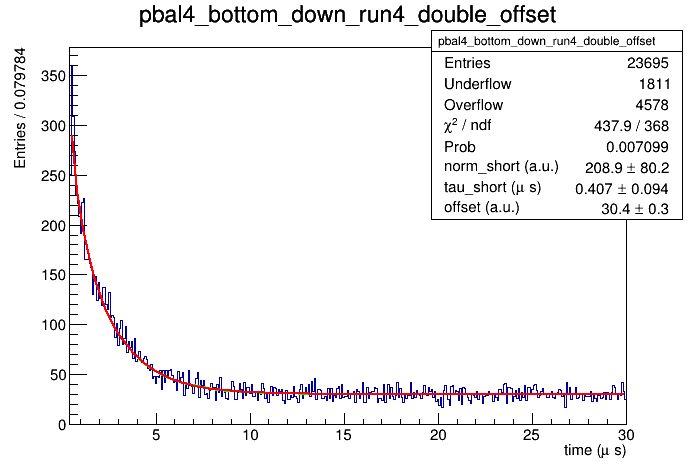 pbal4_bottom_down_run4_double_offset
pbal4_bottom_down_run4_double_offset
Entries 23695
Underflow 1811
Overflow 4578
χ² / ndf 437.9 / 368
Prob 0.007099
norm_short (a.u.) 208.9 ± 80.2
tau_short (μ s) 0.407 ± 0.094
offset (a.u.) 30.4 ± 0.3
Entries / 0.079784
350
300
250
200
150
100
50
0
5 10 15 20 25 30
time (μ s)